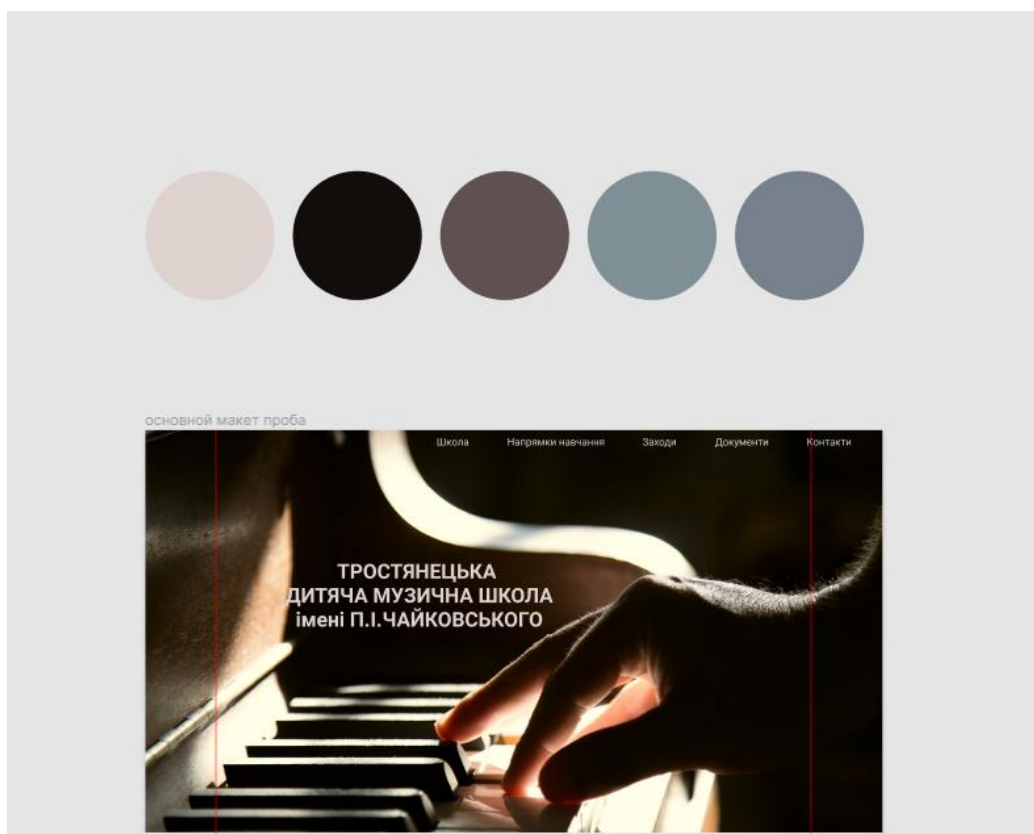 основной макет проба
Школа Напрямки навчання Заходи Документи Контакти
ТРОСТЯНЕЦЬКА
ДИТЯЧА МУЗИЧНА ШКОЛА
імені П.І.ЧАЙКОВСЬКОГО